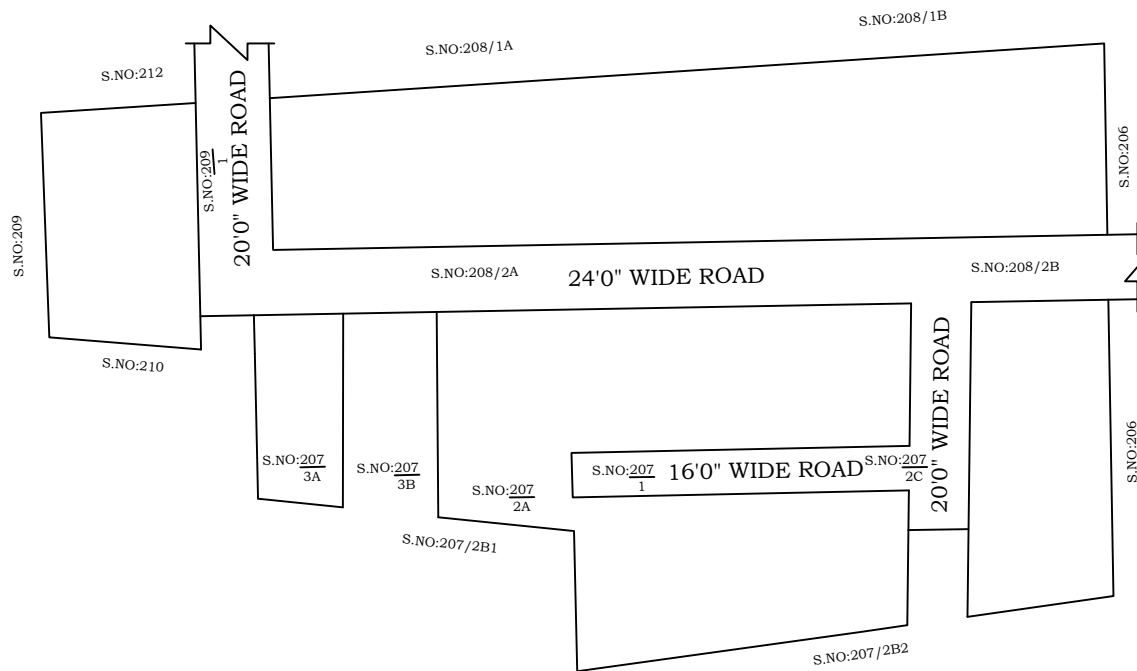 S.NO:208/1B
S.NO:208/1A
S.NO:212
20'0" WIDE ROAD
S.NO:209
1
S.NO:206
S.NO:209
S.NO:208/2A
24'0" WIDE ROAD
S.NO:208/2B
S.NO:210
20'0" WIDE ROAD
S.NO:207
3A
S.NO:207
3B
S.NO:207
2A
S.NO:207
1
16'0" WIDE ROAD
S.NO:207
2C
S.NO:206
S.NO:207/2B1
S.NO:207/2B2